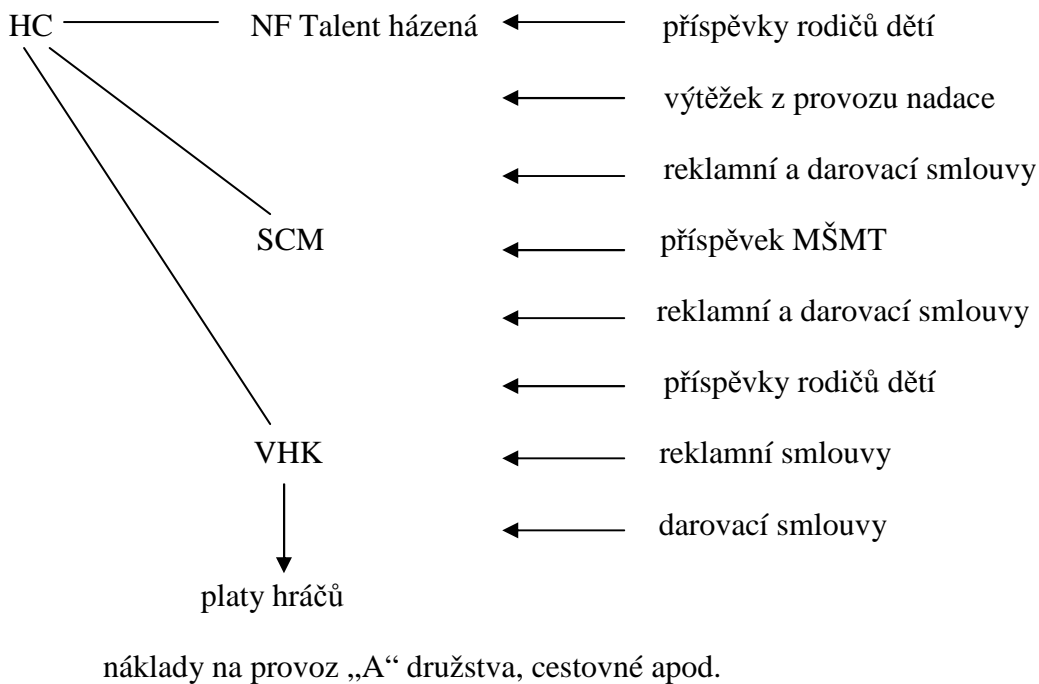 HC NF Talent házená příspěvky rodičů dětí
výtěžek z provozu nadace
reklamní a darovací smlouvy
SCM příspěvek MŠMT
reklamní a darovací smlouvy
příspěvky rodičů dětí
VHK reklamní smlouvy
darovací smlouvy
platy hráčů
náklady na provoz „A“ družstva, cestovné apod.